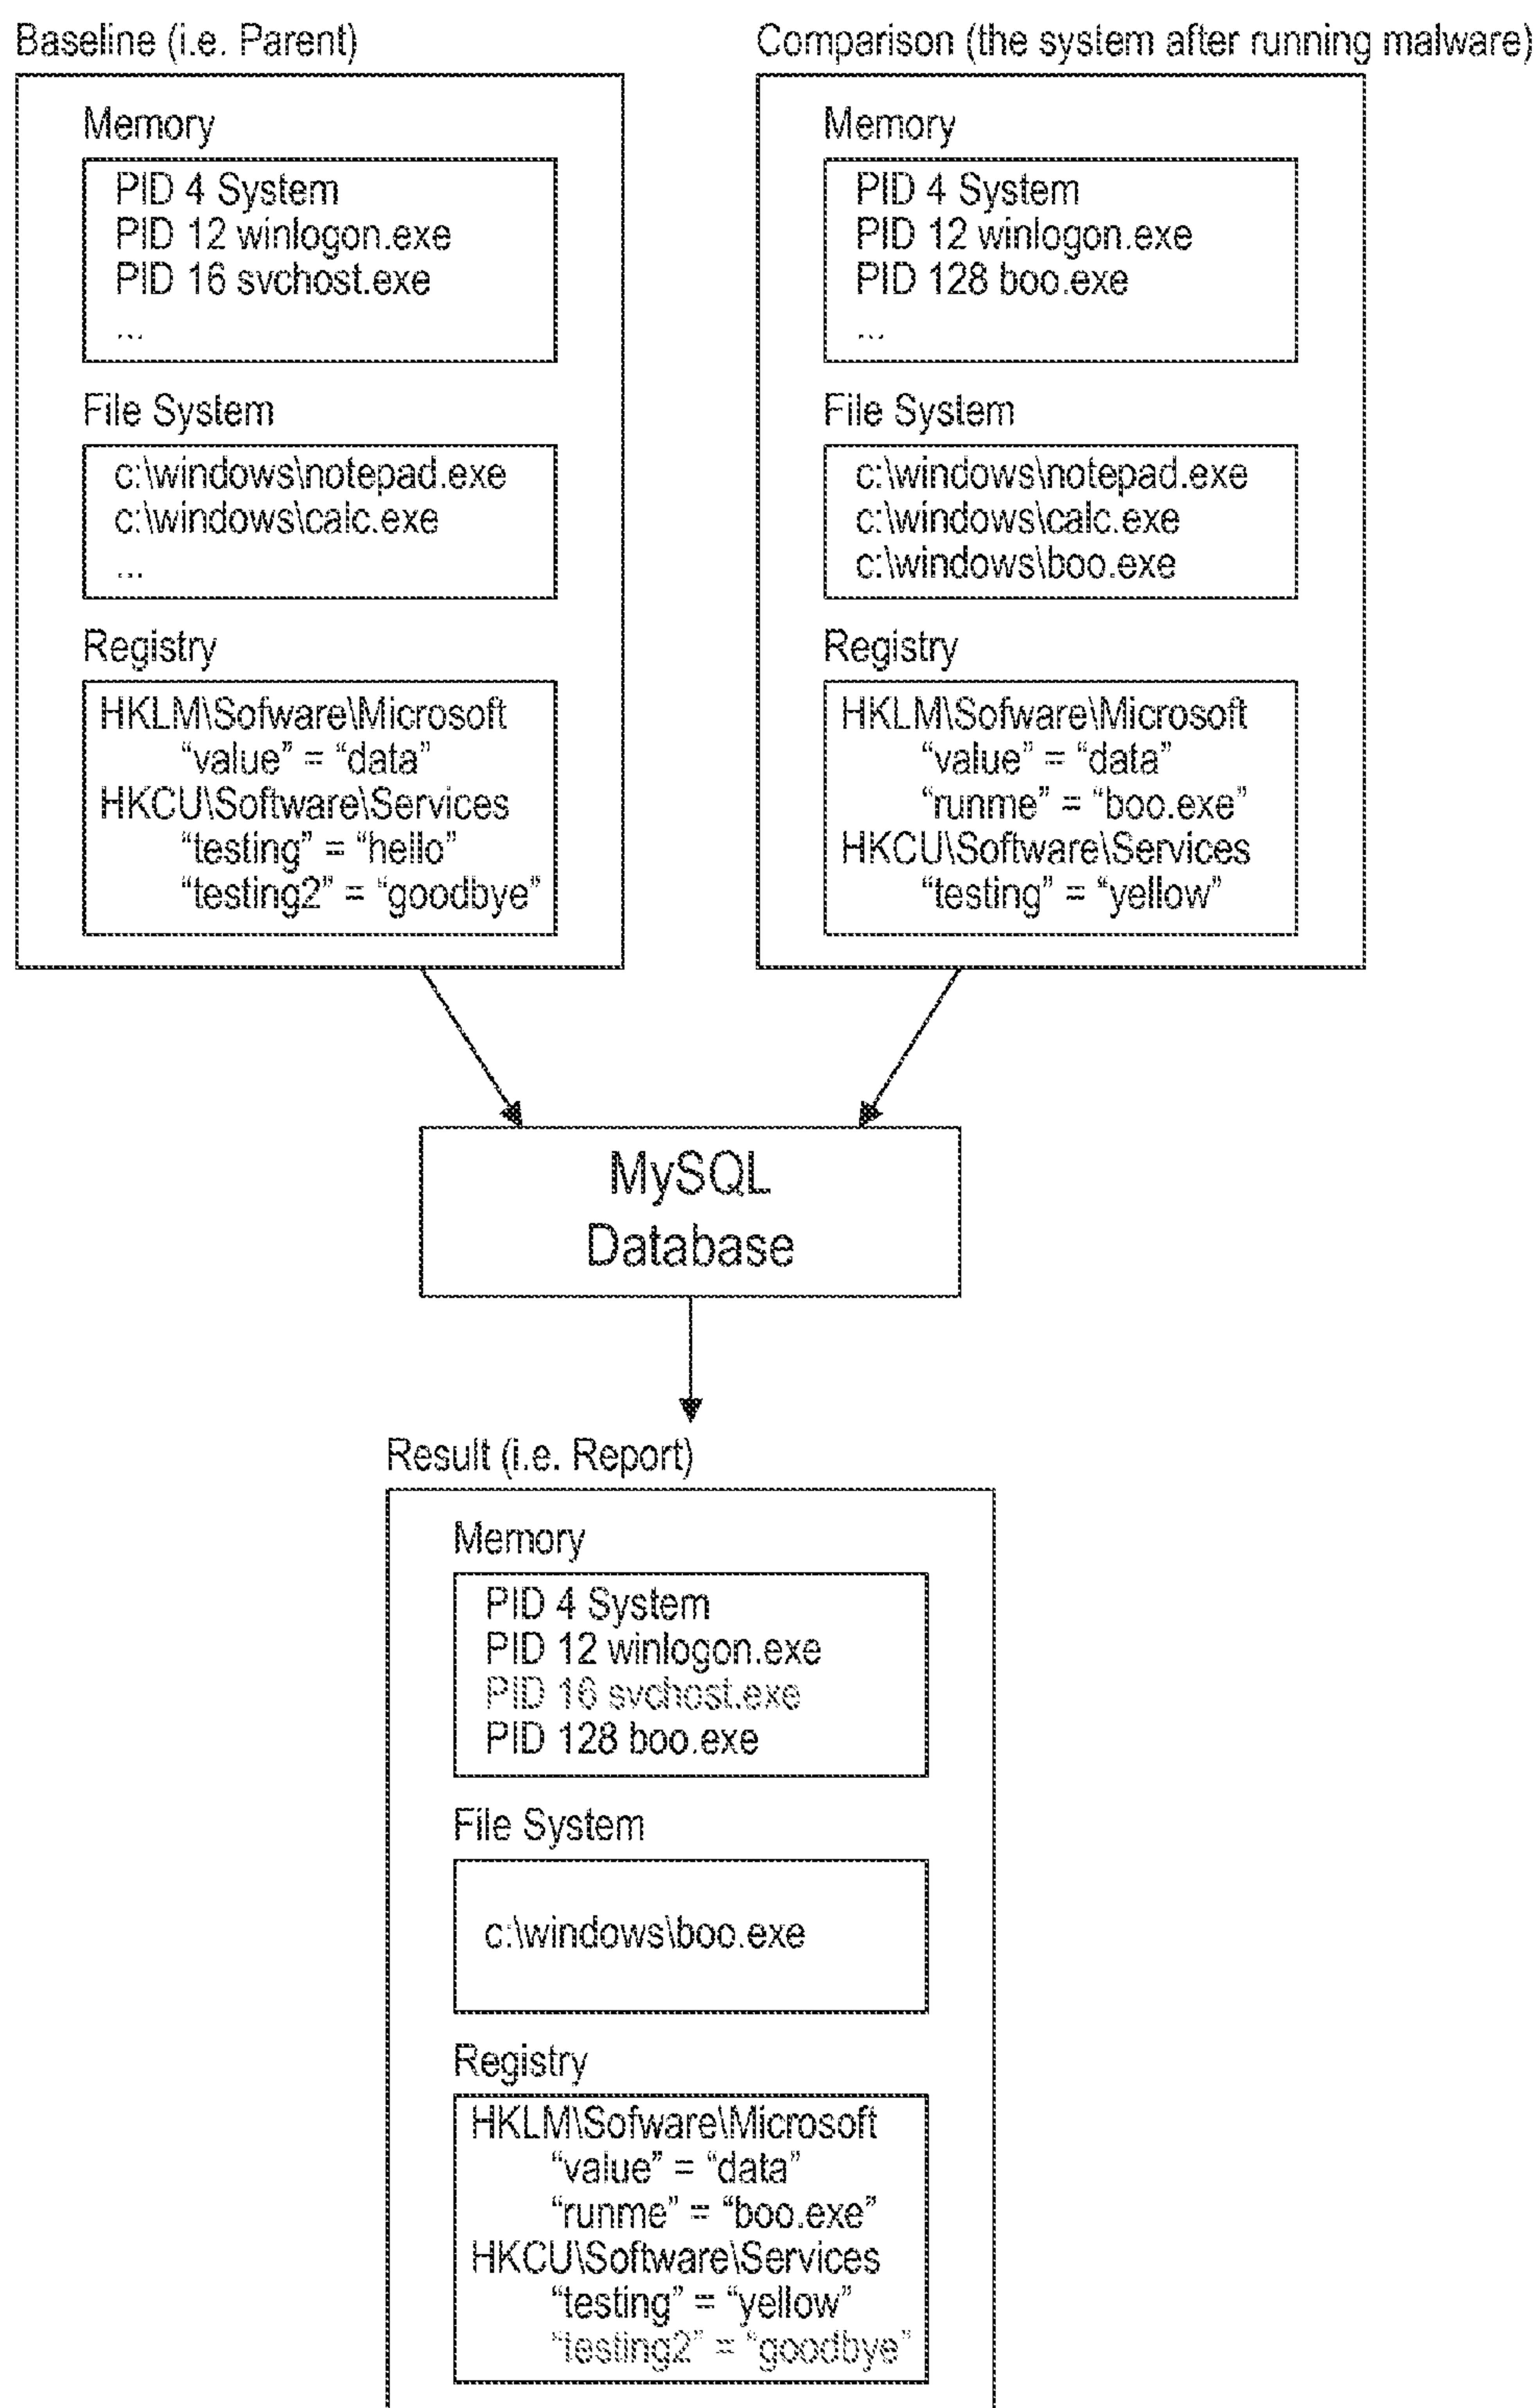 Baseline (i.e. Parent)
Memory
PID 4 System
PID 12 winlogon.exe
PID 16 svchost.exe
...
File System
c:\windows\notepad.exe
c:\windows\calc.exe
...
Registry
HKLM\Sofware\Microsoft
“value” = “data”
HKCU\Software\Services
“testing” = “hello”
“testing2” = “goodbye”
Comparison (the system after running malware)
Memory
PID 4 System
PID 12 winlogon.exe
PID 128 boo.exe
...
File System
c:\windows\notepad.exe
c:\windows\calc.exe
c:\windows\boo.exe
Registry
HKLM\Sofware\Microsoft
“value” = “data”
“runme” = “boo.exe”
HKCU\Software\Services
“testing” = “yellow”
MySQL
Database
Result (i.e. Report)
Memory
PID 4 System
PID 12 winlogon.exe
PID 16 svchost.exe
PID 128 boo.exe
File System
c:\windows\boo.exe
Registry
HKLM\Sofware\Microsoft
“value” = “data”
“runme” = “boo.exe”
HKCU\Software\Services
“testing” = “yellow”
“testing2” = “goodbye”